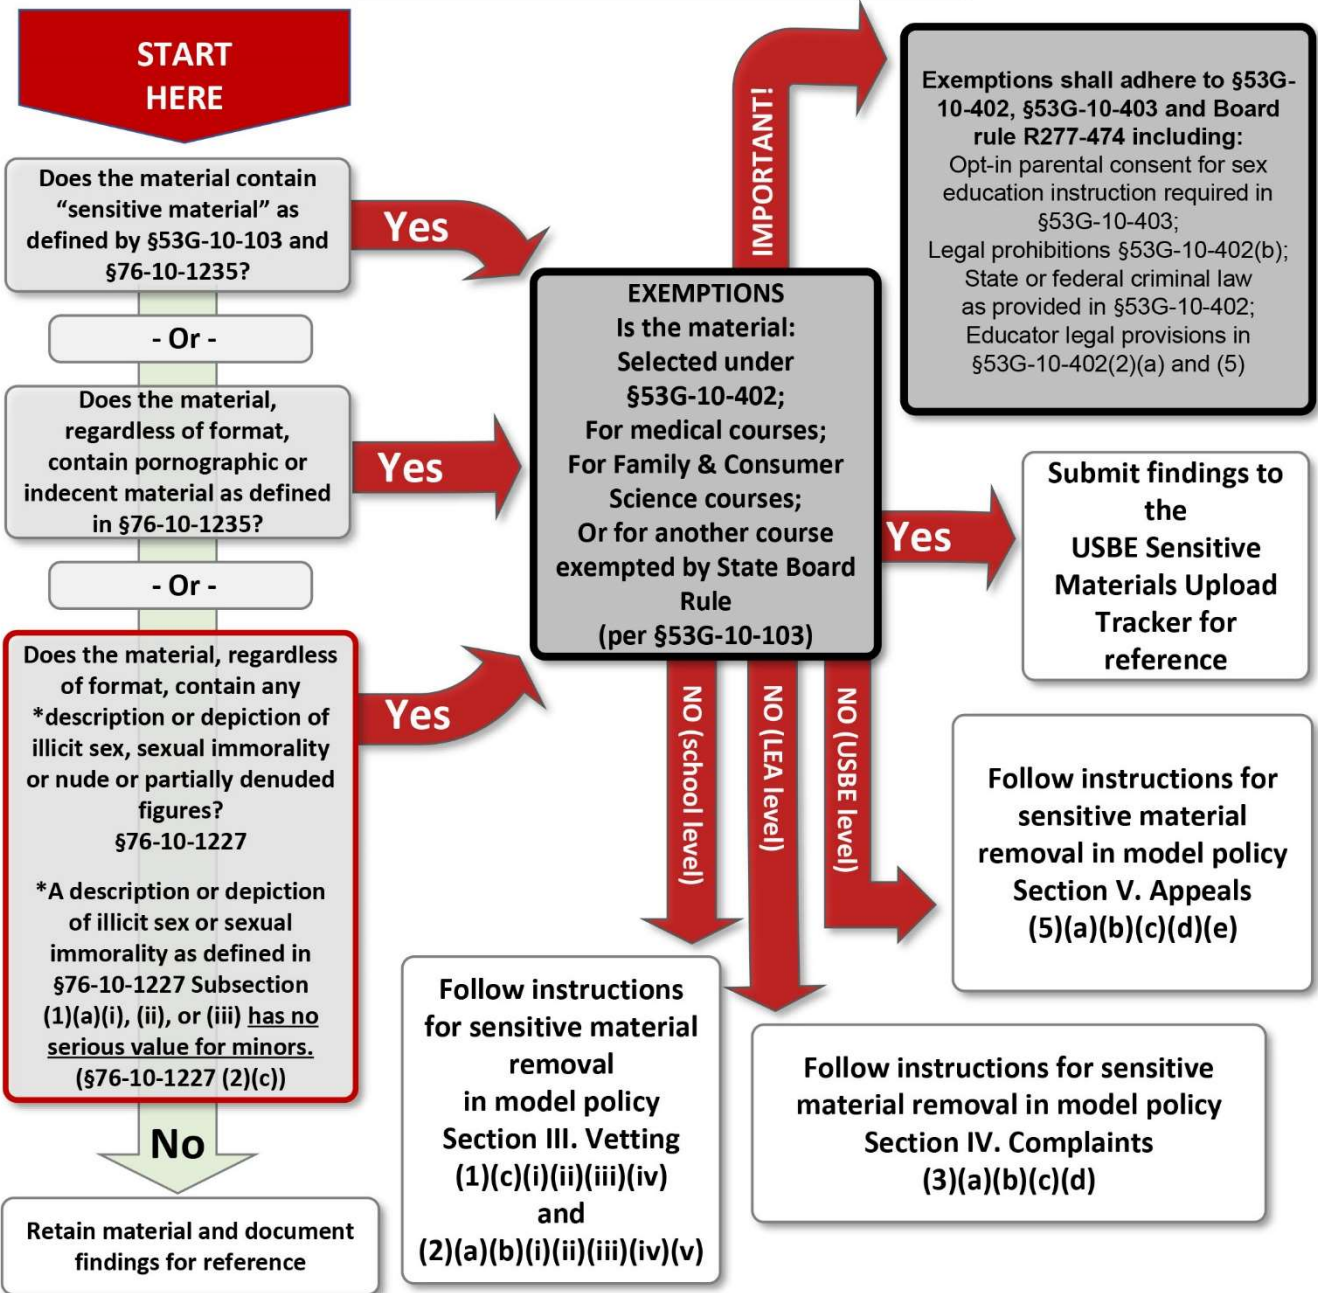 START
HERE
Does the material contain
“sensitive material” as
defined by §53G-10-103 and
§76-10-1235?
Yes
- Or -
Does the material,
regardless of format,
contain pornographic or
indecent material as defined
in §76-10-1235?
Yes
- Or -
Does the material, regardless
of format, contain any
*description or depiction of
illicit sex, sexual immorality
or nude or partially denuded
figures?
§76-10-1227
*A description or depiction
of illicit sex or sexual
immorality as defined in
§76-10-1227 Subsection
(1)(a)(i), (ii), or (iii) has no
serious value for minors.
(§76-10-1227 (2)(c))
Yes
No
Retain material and document
findings for reference
EXEMPTIONS
Is the material:
Selected under
§53G-10-402;
For medical courses;
For Family & Consumer
Science courses;
Or for another course
exempted by State Board
Rule
(per §53G-10-103)
IMPORTANT!
Exemptions shall adhere to §53G-
10-402, §53G-10-403 and Board
rule R277-474 including:
Opt-in parental consent for sex
education instruction required in
§53G-10-403;
Legal prohibitions §53G-10-402(b);
State or federal criminal law
as provided in §53G-10-402;
Educator legal provisions in
§53G-10-402(2)(a) and (5)
Yes
Submit findings to
the
USBE Sensitive
Materials Upload
Tracker for
reference
NO (school level)
NO (LEA level)
NO (USBE level)
Follow instructions for
sensitive material
removal in model policy
Section V. Appeals
(5)(a)(b)(c)(d)(e)
Follow instructions
for sensitive material
removal
in model policy
Section III. Vetting
(1)(c)(i)(ii)(iii)(iv)
and
(2)(a)(b)(i)(ii)(iii)(iv)(v)
Follow instructions for sensitive
material removal in model policy
Section IV. Complaints
(3)(a)(b)(c)(d)